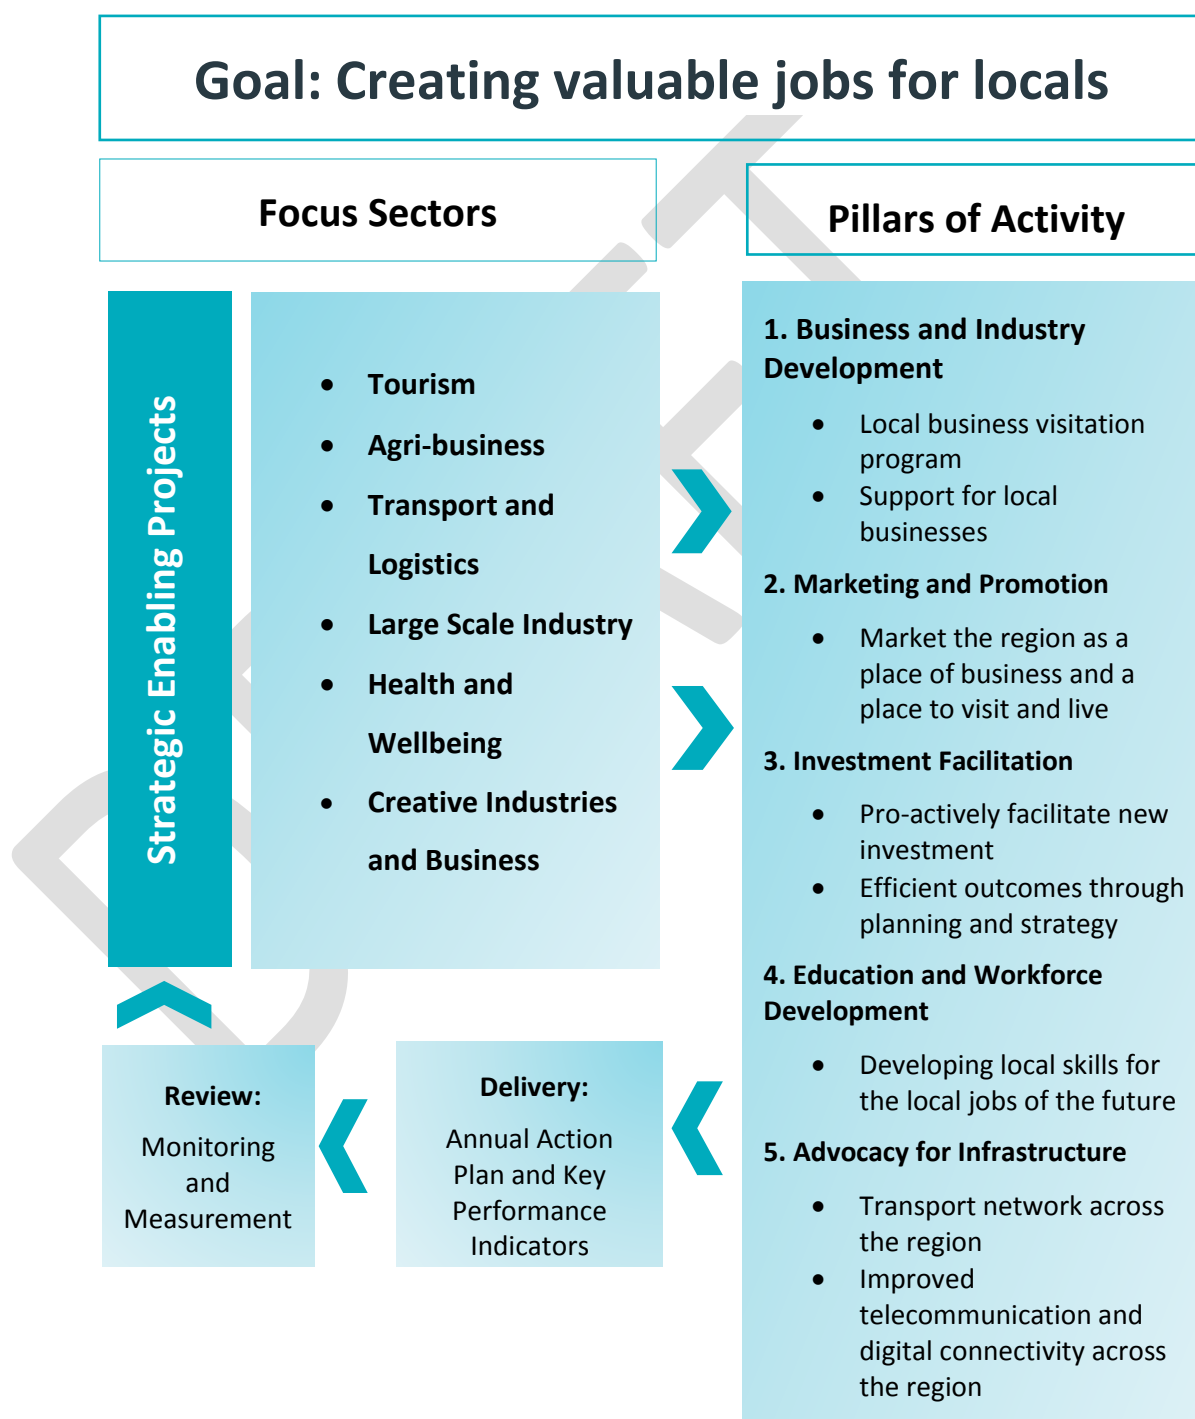 Goal: Creating valuable jobs for locals
Focus Sectors
Pillars of Activity
Strategic Enabling Projects
• Tourism
• Agri-business
• Transport and
Logistics
• Large Scale Industry
• Health and
Wellbeing
• Creative Industries
and Business
1. Business and Industry
Development
• Local business visitation
program
• Support for local
businesses
2. Marketing and Promotion
• Market the region as a
place of business and a
place to visit and live
3. Investment Facilitation
• Pro-actively facilitate new
investment
• Efficient outcomes through
planning and strategy
4. Education and Workforce
Development
• Developing local skills for
the local jobs of the future
5. Advocacy for Infrastructure
• Transport network across
the region
• Improved
telecommunication and
digital connectivity across
the region
Delivery:
Annual Action
Plan and Key
Performance
Indicators
Review:
Monitoring
and
Measurement
DRAFT